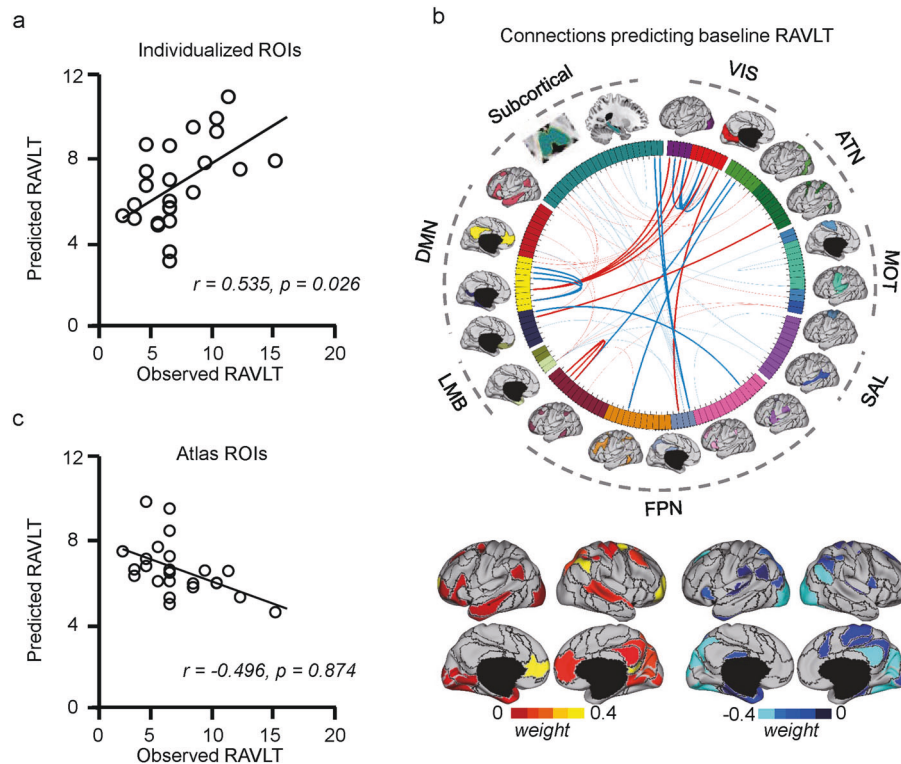 a
Individualized ROIs
12
8
4
0
Predicted RAVLT
r = 0.535, p = 0.026
0 5 10 15 20
Observed RAVLT
b
Connections predicting baseline RAVLT
Subcortical
VIS
ATN
MOT
SAL
FPN
LMB
DMN
c
Atlas ROIs
12
8
4
0
Predicted RAVLT
r = -0.496, p = 0.874
0 5 10 15 20
Observed RAVLT
0 0.4
weight
-0.4 0
weight